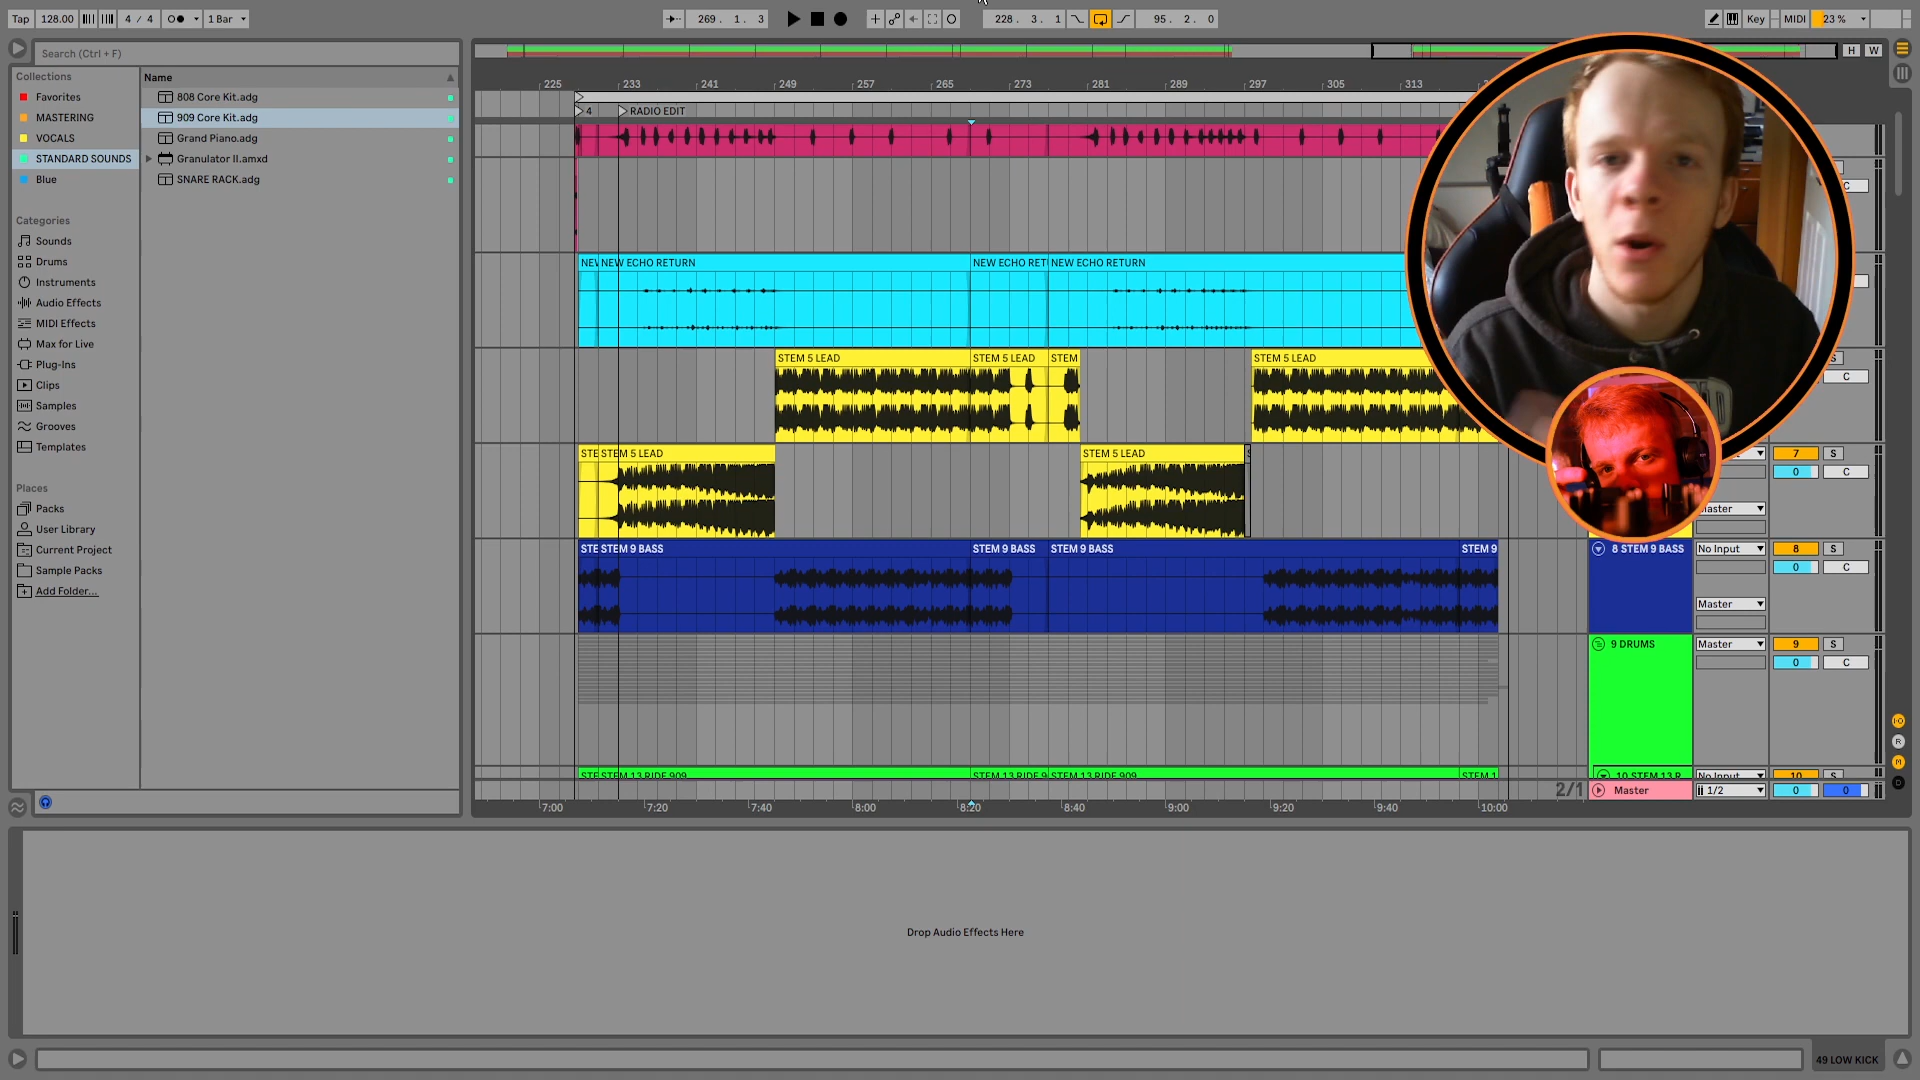 Tap 128.00 4 / 4 1 Bar 269. 1. 3 228. 3. 1 95. 2. 0 Key MIDI 23 %
Search (Ctrl + F)
H W
Collections
Favorites
MASTERING
VOCALS
STANDARD SOUNDS
Blue
Name
808 Core Kit.adg
909 Core Kit.adg
Grand Piano.adg
Granulator II.amxd
SNARE RACK.adg
Categories
Sounds
Drums
Instruments
Audio Effects
MIDI Effects
Max for Live
Plug-Ins
Clips
Samples
Grooves
Templates
Places
Packs
User Library
Current Project
Sample Packs
Add Folder...
225 233 241 249 257 265 273 281 289 297 305 313
4 RADIO EDIT
C
NEW NEW ECHO RETURN NEW ECHO RET NEW ECHO RETURN
STEM 5 LEAD STEM 5 LEAD STEM STEM 5 LEAD S
C
STE STEM 5 LEAD STEM 5 LEAD 7 S
0 C
Master
STE STEM 9 BASS STEM 9 BASS STEM 9 BASS STEM 9 8 STEM 9 BASS No Input 8 S
0 C
Master
9 DRUMS Master 9 S
0 C
STE STEM 13 RIDE 909 STEM 13 RIDE 9 STEM 13 RIDE 909 STEM 1 10 STEM 13 R No Input 10 S
2/1 Master 1/2 0 0
7:00 7:20 7:40 8:00 8:20 8:40 9:00 9:20 9:40 10:00
Drop Audio Effects Here
49 LOW KICK